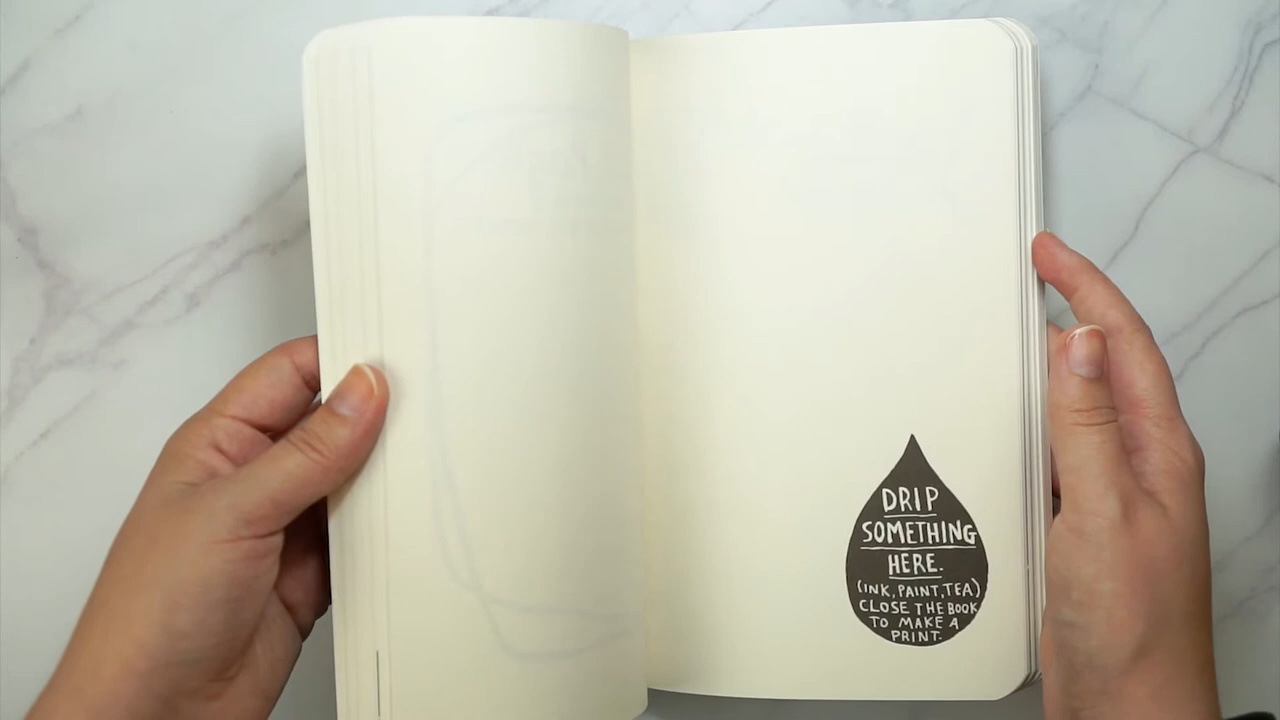 DRIP
SOMETHING
HERE.
(INK, PAINT, TEA)
CLOSE THE BOOK
TO MAKE A
PRINT.